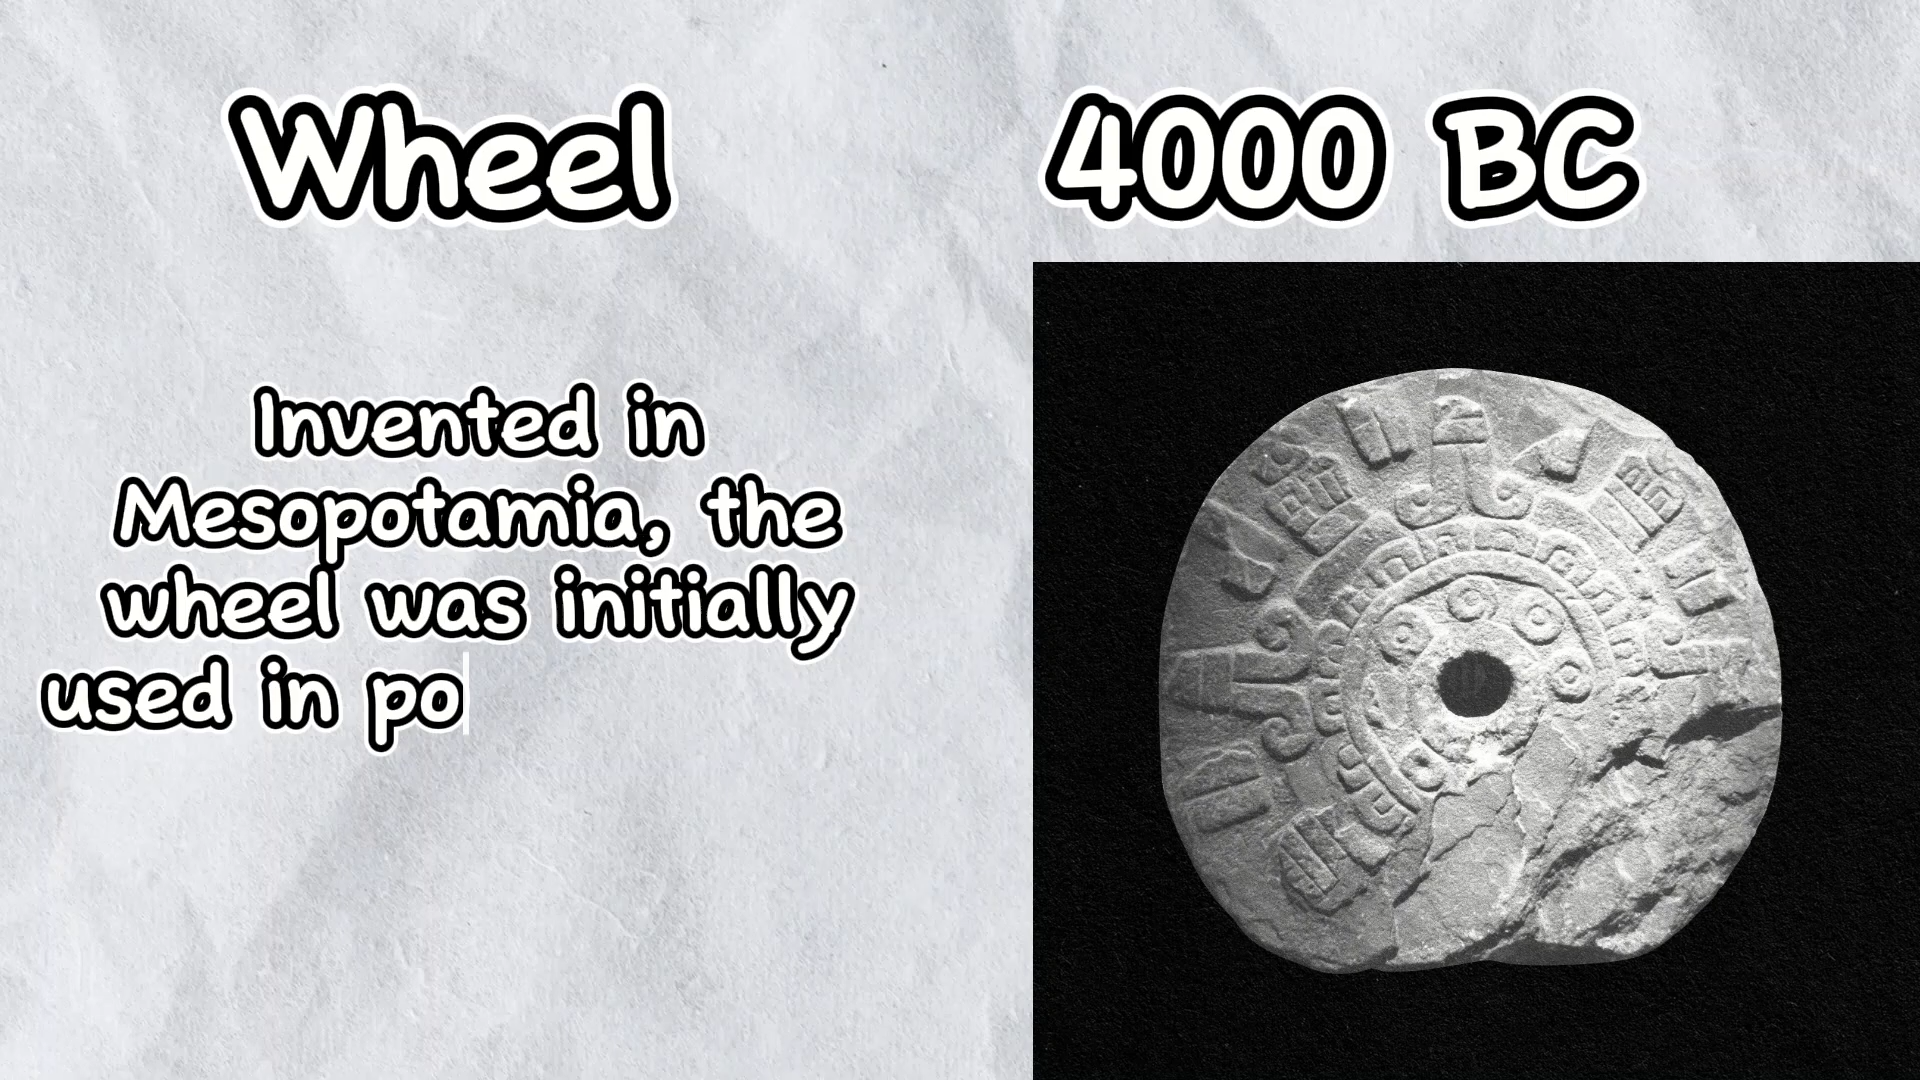 Wheel
4000 BC
Invented in
Mesopotamia, the
wheel was initially
used in po